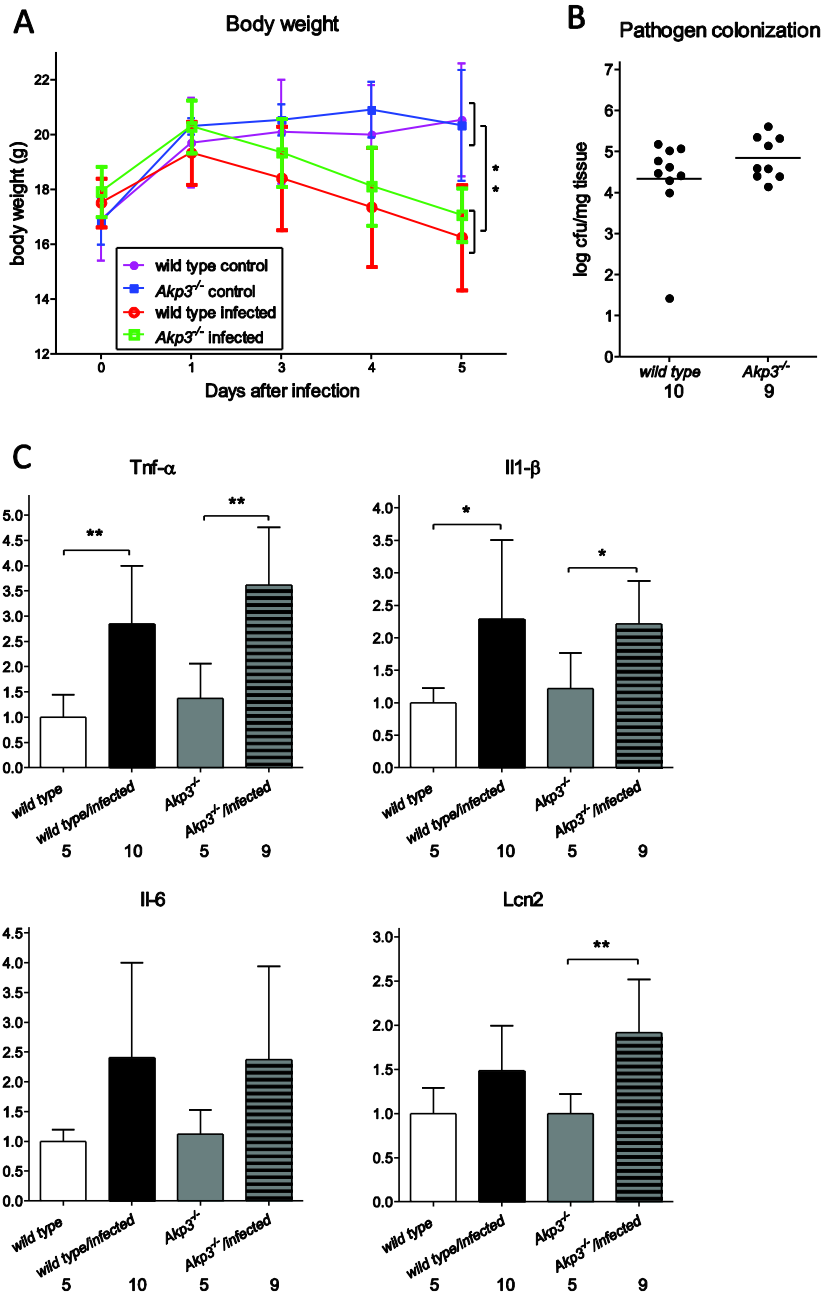 A
Body weight
22
20
18
16
14
12
body weight (g)
* *
wild type control
Akp3-/- control
wild type infected
Akp3-/- infected
0 1 3 4 5
Days after infection
B
Pathogen colonization
7
6
5
4
3
2
1
0
log cfu/mg tissue
wild type Akp3-/-
10 9
C
Tnf-α
5.0
4.5
4.0
3.5
3.0
2.5
2.0
1.5
1.0
0.5
0.0
** **
wild type
wild type/infected
Akp3-/-
Akp3-/-/infected
5 10 5 9
Il1-β
4.0
3.5
3.0
2.5
2.0
1.5
1.0
0.5
0.0
* *
wild type
wild type/infected
Akp3-/-
Akp3-/-/infected
5 10 5 9
Il-6
4.5
4.0
3.5
3.0
2.5
2.0
1.5
1.0
0.5
0.0
wild type
wild type/infected
Akp3-/-
Akp3-/-/infected
5 10 5 9
Lcn2
3.0
2.5
2.0
1.5
1.0
0.5
0.0
**
wild type
wild type/infected
Akp3-/-
Akp3-/-/infected
5 10 5 9